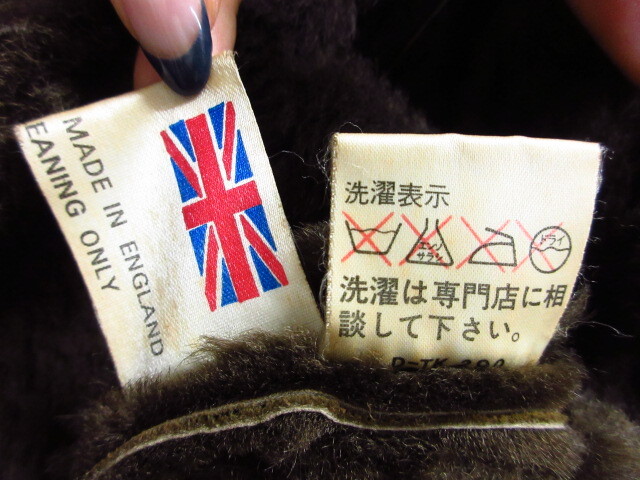 MADE IN ENGLAND
EANING ONLY
洗濯表示
エンソ
サラシ
ドライ
洗濯は専門店に相
談して下さい。